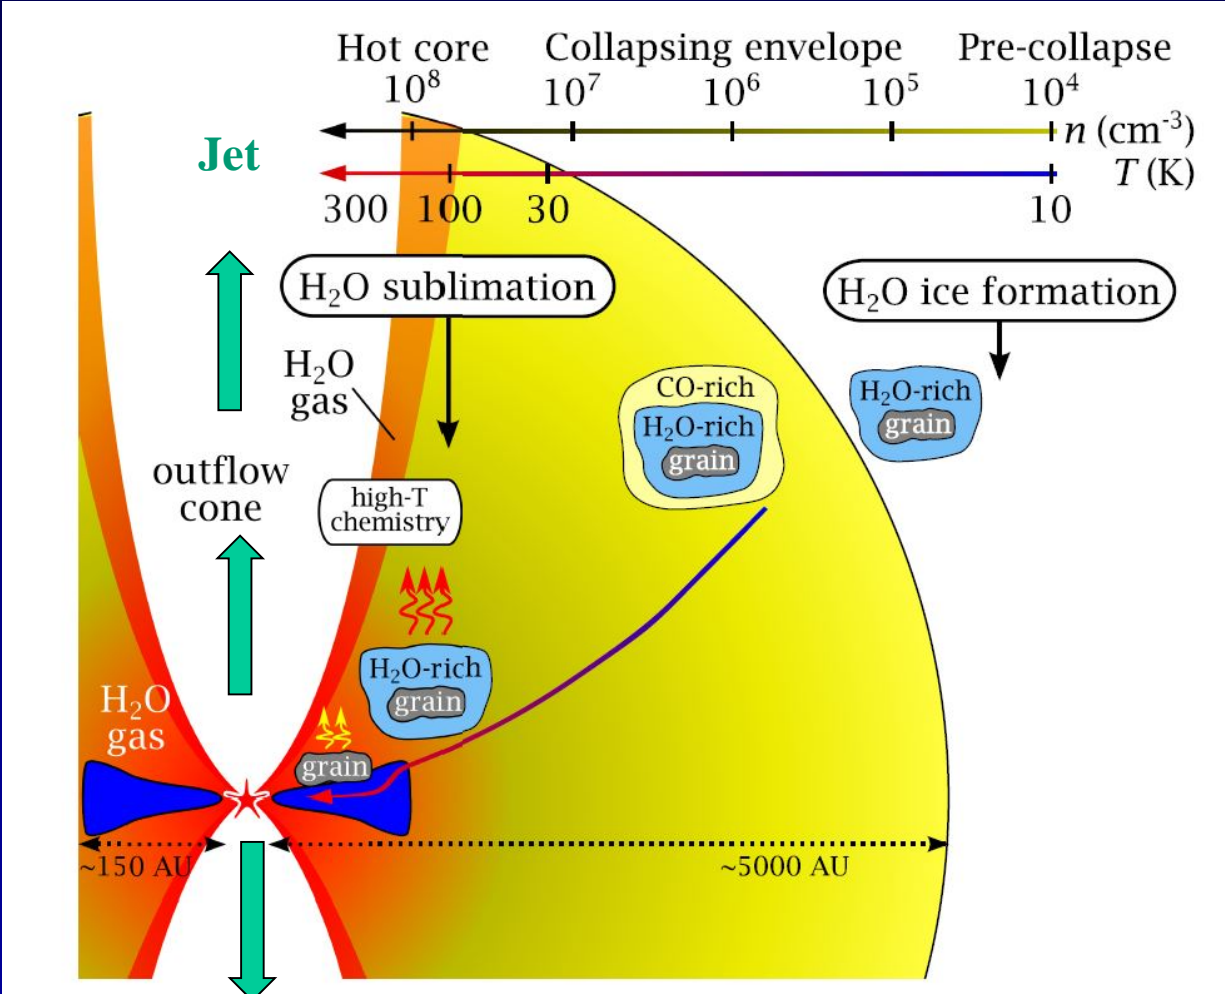 Hot core Collapsing envelope Pre-collapse
10⁸ 10⁷ 10⁶ 10⁵ 10⁴
n (cm⁻³)
Jet
T (K)
300 100 30 10
H₂O sublimation
H₂O ice formation
H₂O
gas
CO-rich
H₂O-rich
grain
H₂O-rich
grain
outflow
cone
high-T
chemistry
H₂O-rich
grain
H₂O
gas
grain
~150 AU
~5000 AU